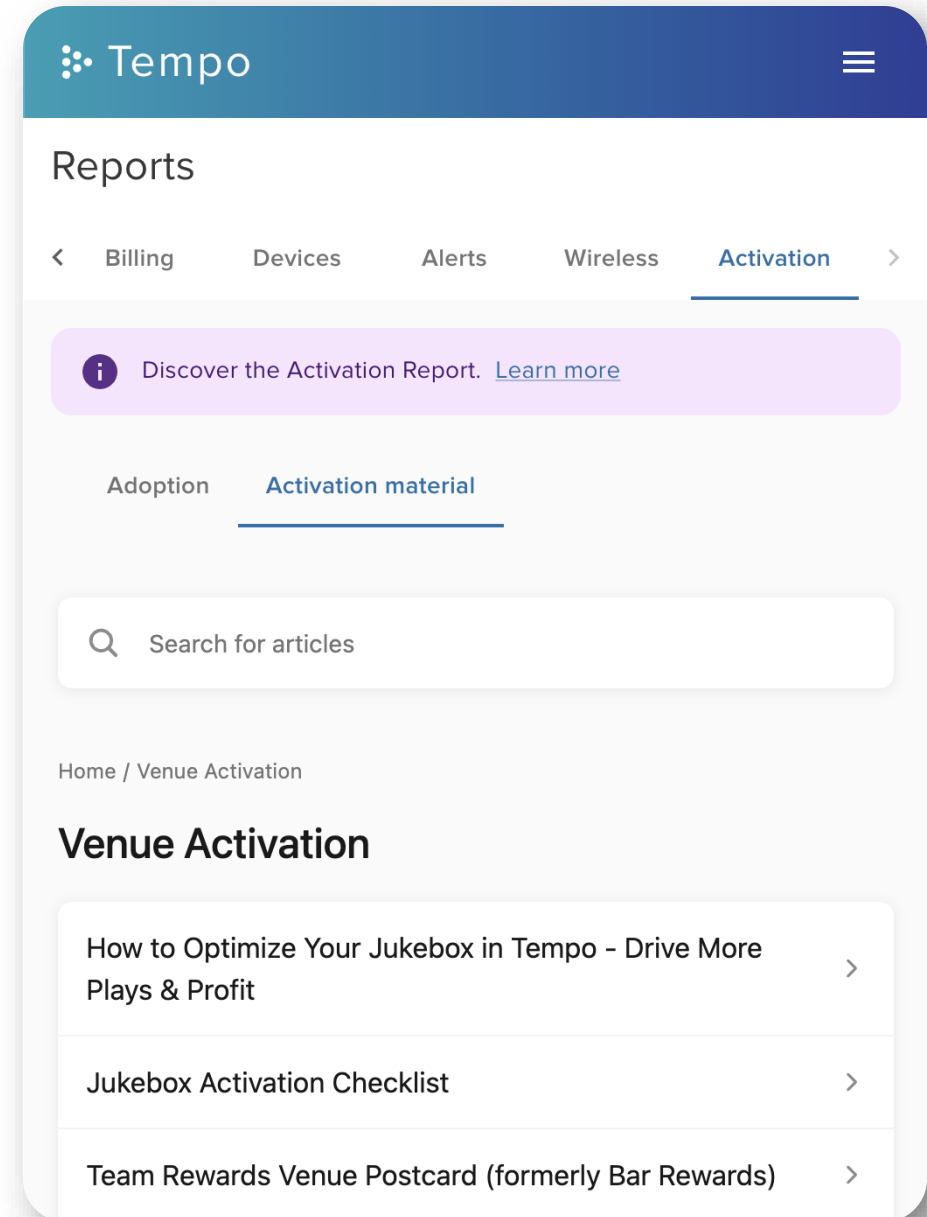 Tempo
Reports
Billing Devices Alerts Wireless Activation
Discover the Activation Report. Learn more
Adoption Activation material
Search for articles
Home / Venue Activation
Venue Activation
How to Optimize Your Jukebox in Tempo - Drive More
Plays & Profit
Jukebox Activation Checklist
Team Rewards Venue Postcard (formerly Bar Rewards)